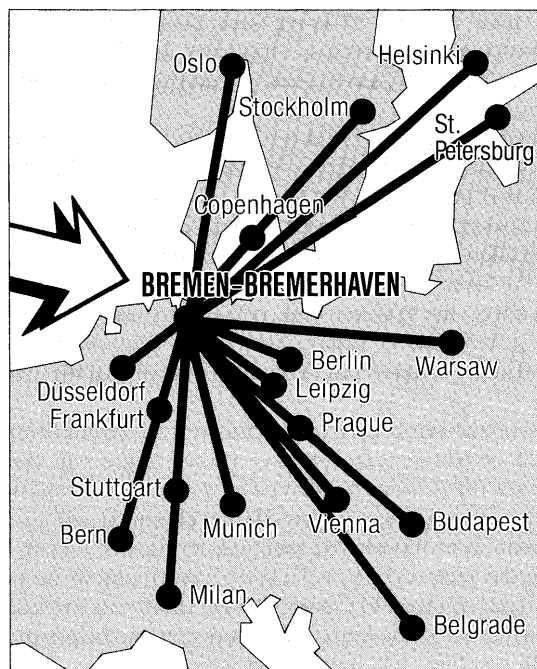 Oslo
Helsinki
Stockholm
St.
Petersburg
Copenhagen
BREMEN-BREMERHAVEN
Berlin
Warsaw
Düsseldorf
Leipzig
Frankfurt
Prague
Stuttgart
Munich
Vienna
Budapest
Bern
Milan
Belgrade